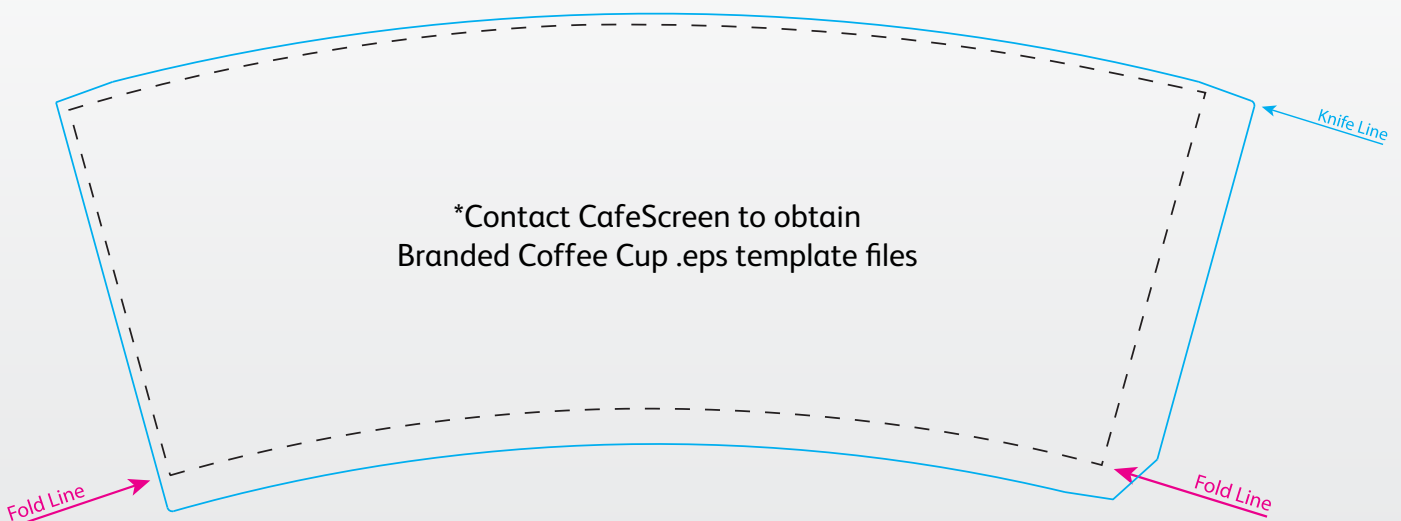 Knife Line
*Contact CafeScreen to obtain
Branded Coffee Cup .eps template files
Fold Line
Fold Line